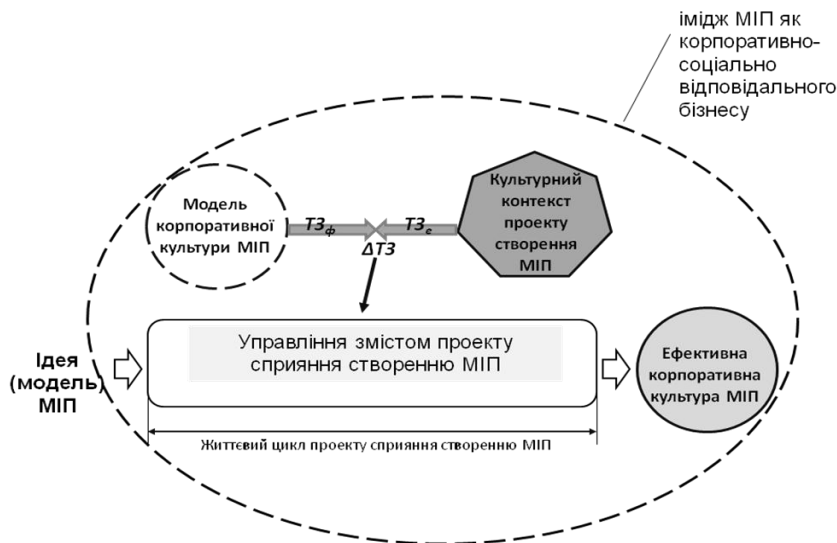 імідж МІП як
корпоративно-
соціально
відповідального
бізнесу
Модель
корпоративної
культури МІП
ТЗф
ТЗе
ΔТЗ
Культурний
контекст
проекту
створення
МІП
Управління змістом проекту
сприяння створенню МІП
Ідея
(модель)
МІП
Ефективна
корпоративна
культура МІП
Життєвий цикл проекту сприяння створенню МІП